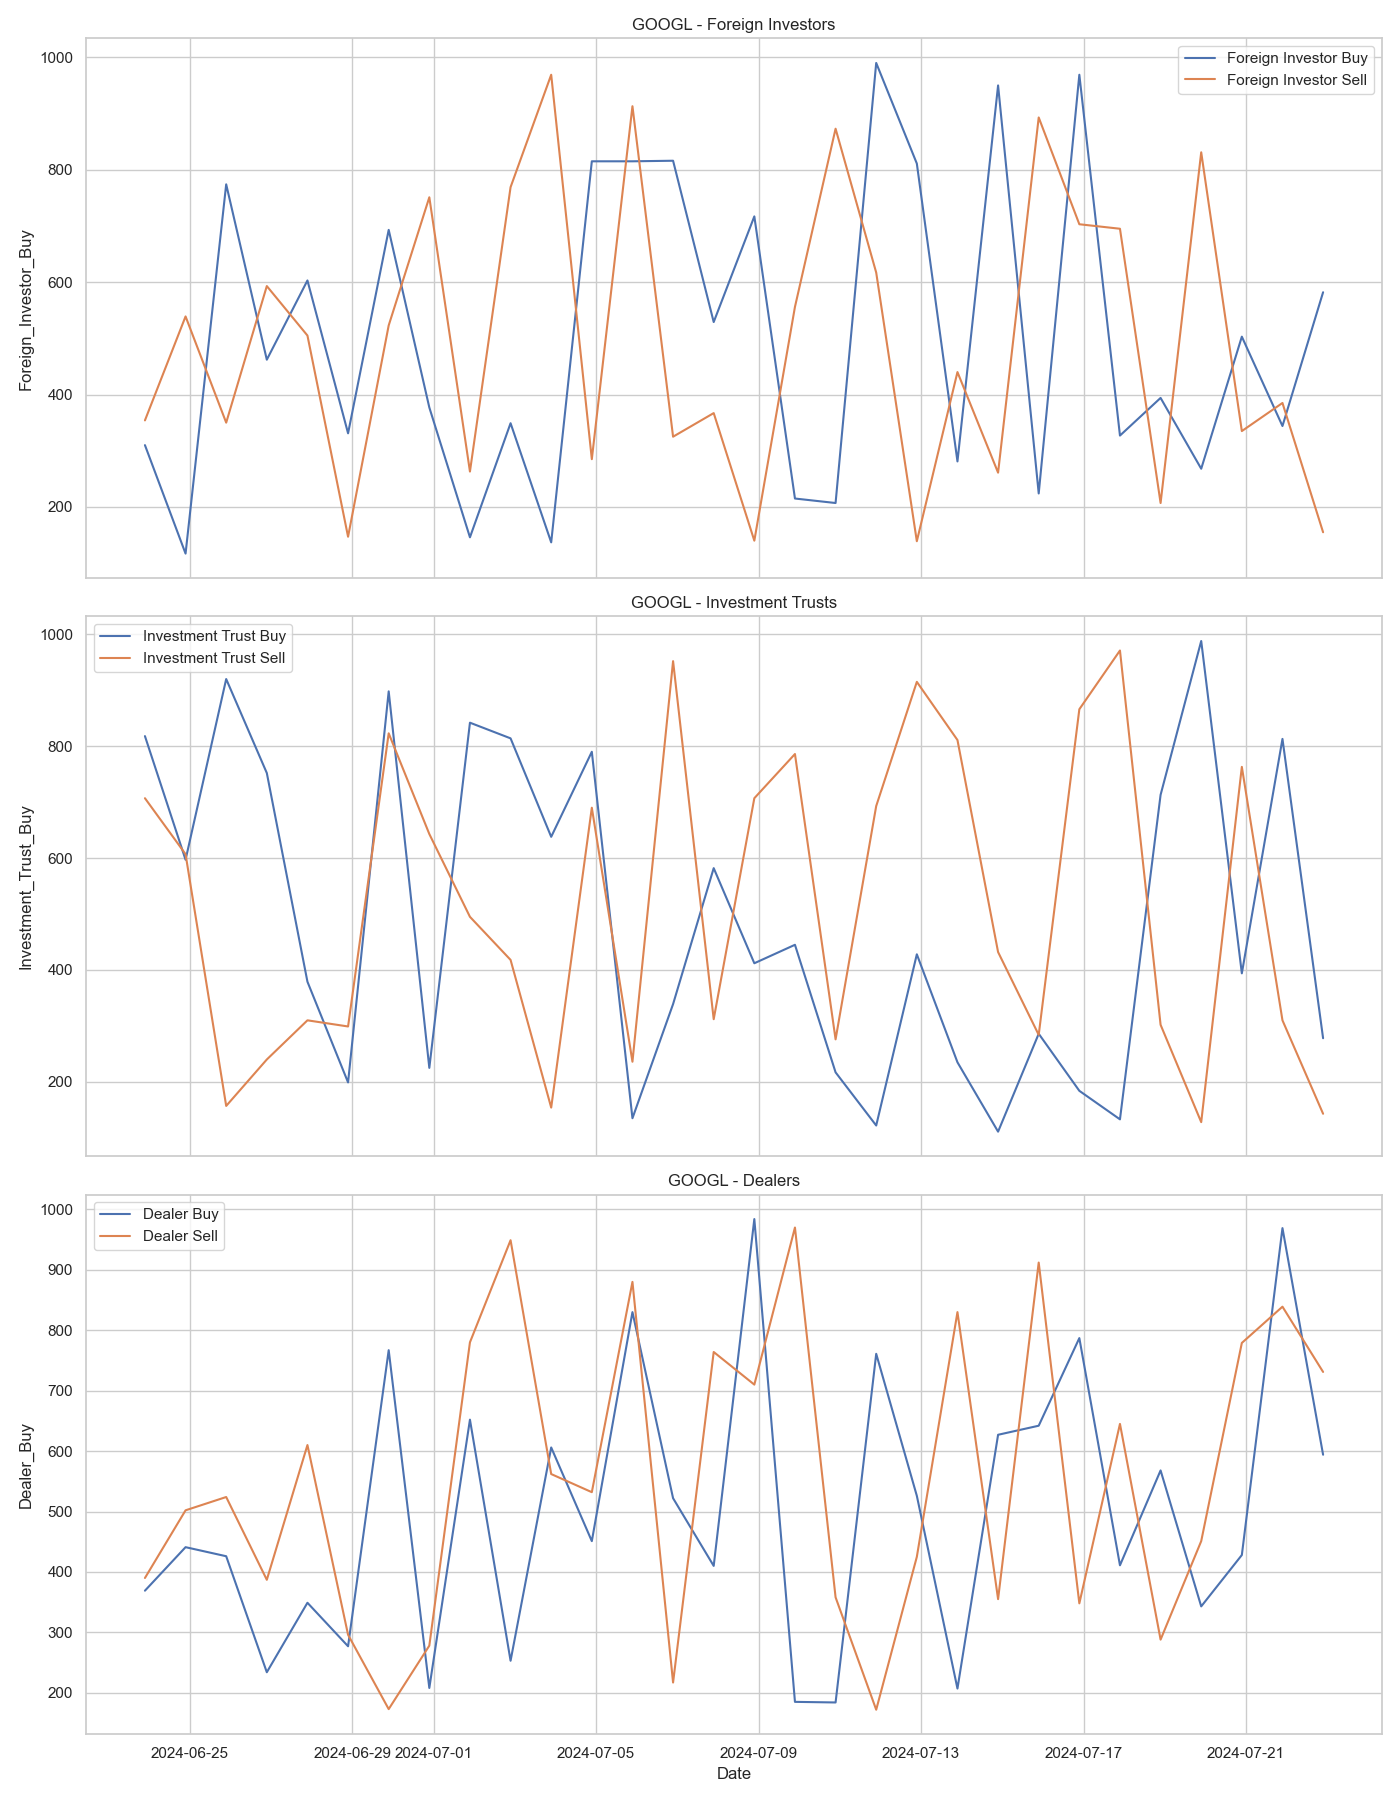 GOOGL - Foreign Investors
Foreign Investor Buy
Foreign Investor Sell
1000
800
600
400
200
Foreign_Investor_Buy
GOOGL - Investment Trusts
Investment Trust Buy
Investment Trust Sell
1000
800
600
400
200
Investment_Trust_Buy
GOOGL - Dealers
Dealer Buy
Dealer Sell
1000
900
800
700
600
500
400
300
200
Dealer_Buy
2024-06-25 2024-06-29 2024-07-01 2024-07-05 2024-07-09 2024-07-13 2024-07-17 2024-07-21
Date